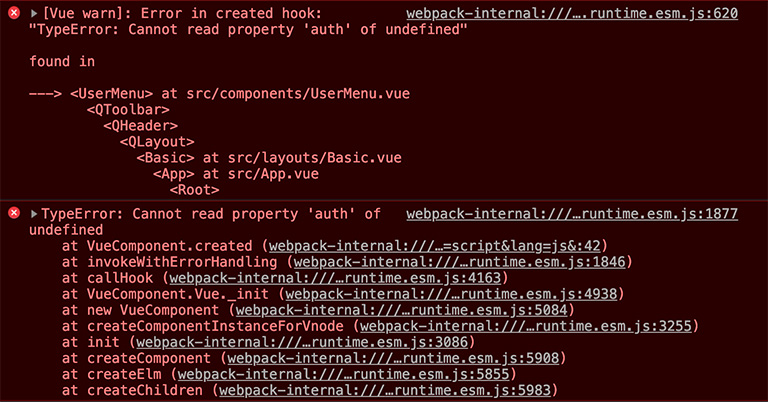 [Vue warn]: Error in created hook: webpack-internal:///….runtime.esm.js:620
"TypeError: Cannot read property 'auth' of undefined"
found in
---> <UserMenu> at src/components/UserMenu.vue
<QToolbar>
<QHeader>
<QLayout>
<Basic> at src/layouts/Basic.vue
<App> at src/App.vue
<Root>
TypeError: Cannot read property 'auth' of webpack-internal:///…runtime.esm.js:1877
undefined
at VueComponent.created (webpack-internal:///…=script&lang=js&:42)
at invokeWithErrorHandling (webpack-internal:///…runtime.esm.js:1846)
at callHook (webpack-internal:///…runtime.esm.js:4163)
at VueComponent.Vue._init (webpack-internal:///…runtime.esm.js:4938)
at new VueComponent (webpack-internal:///…runtime.esm.js:5084)
at createComponentInstanceForVnode (webpack-internal:///…runtime.esm.js:3255)
at init (webpack-internal:///…runtime.esm.js:3086)
at createComponent (webpack-internal:///…runtime.esm.js:5908)
at createElm (webpack-internal:///…runtime.esm.js:5855)
at createChildren (webpack-internal:///…runtime.esm.js:5983)